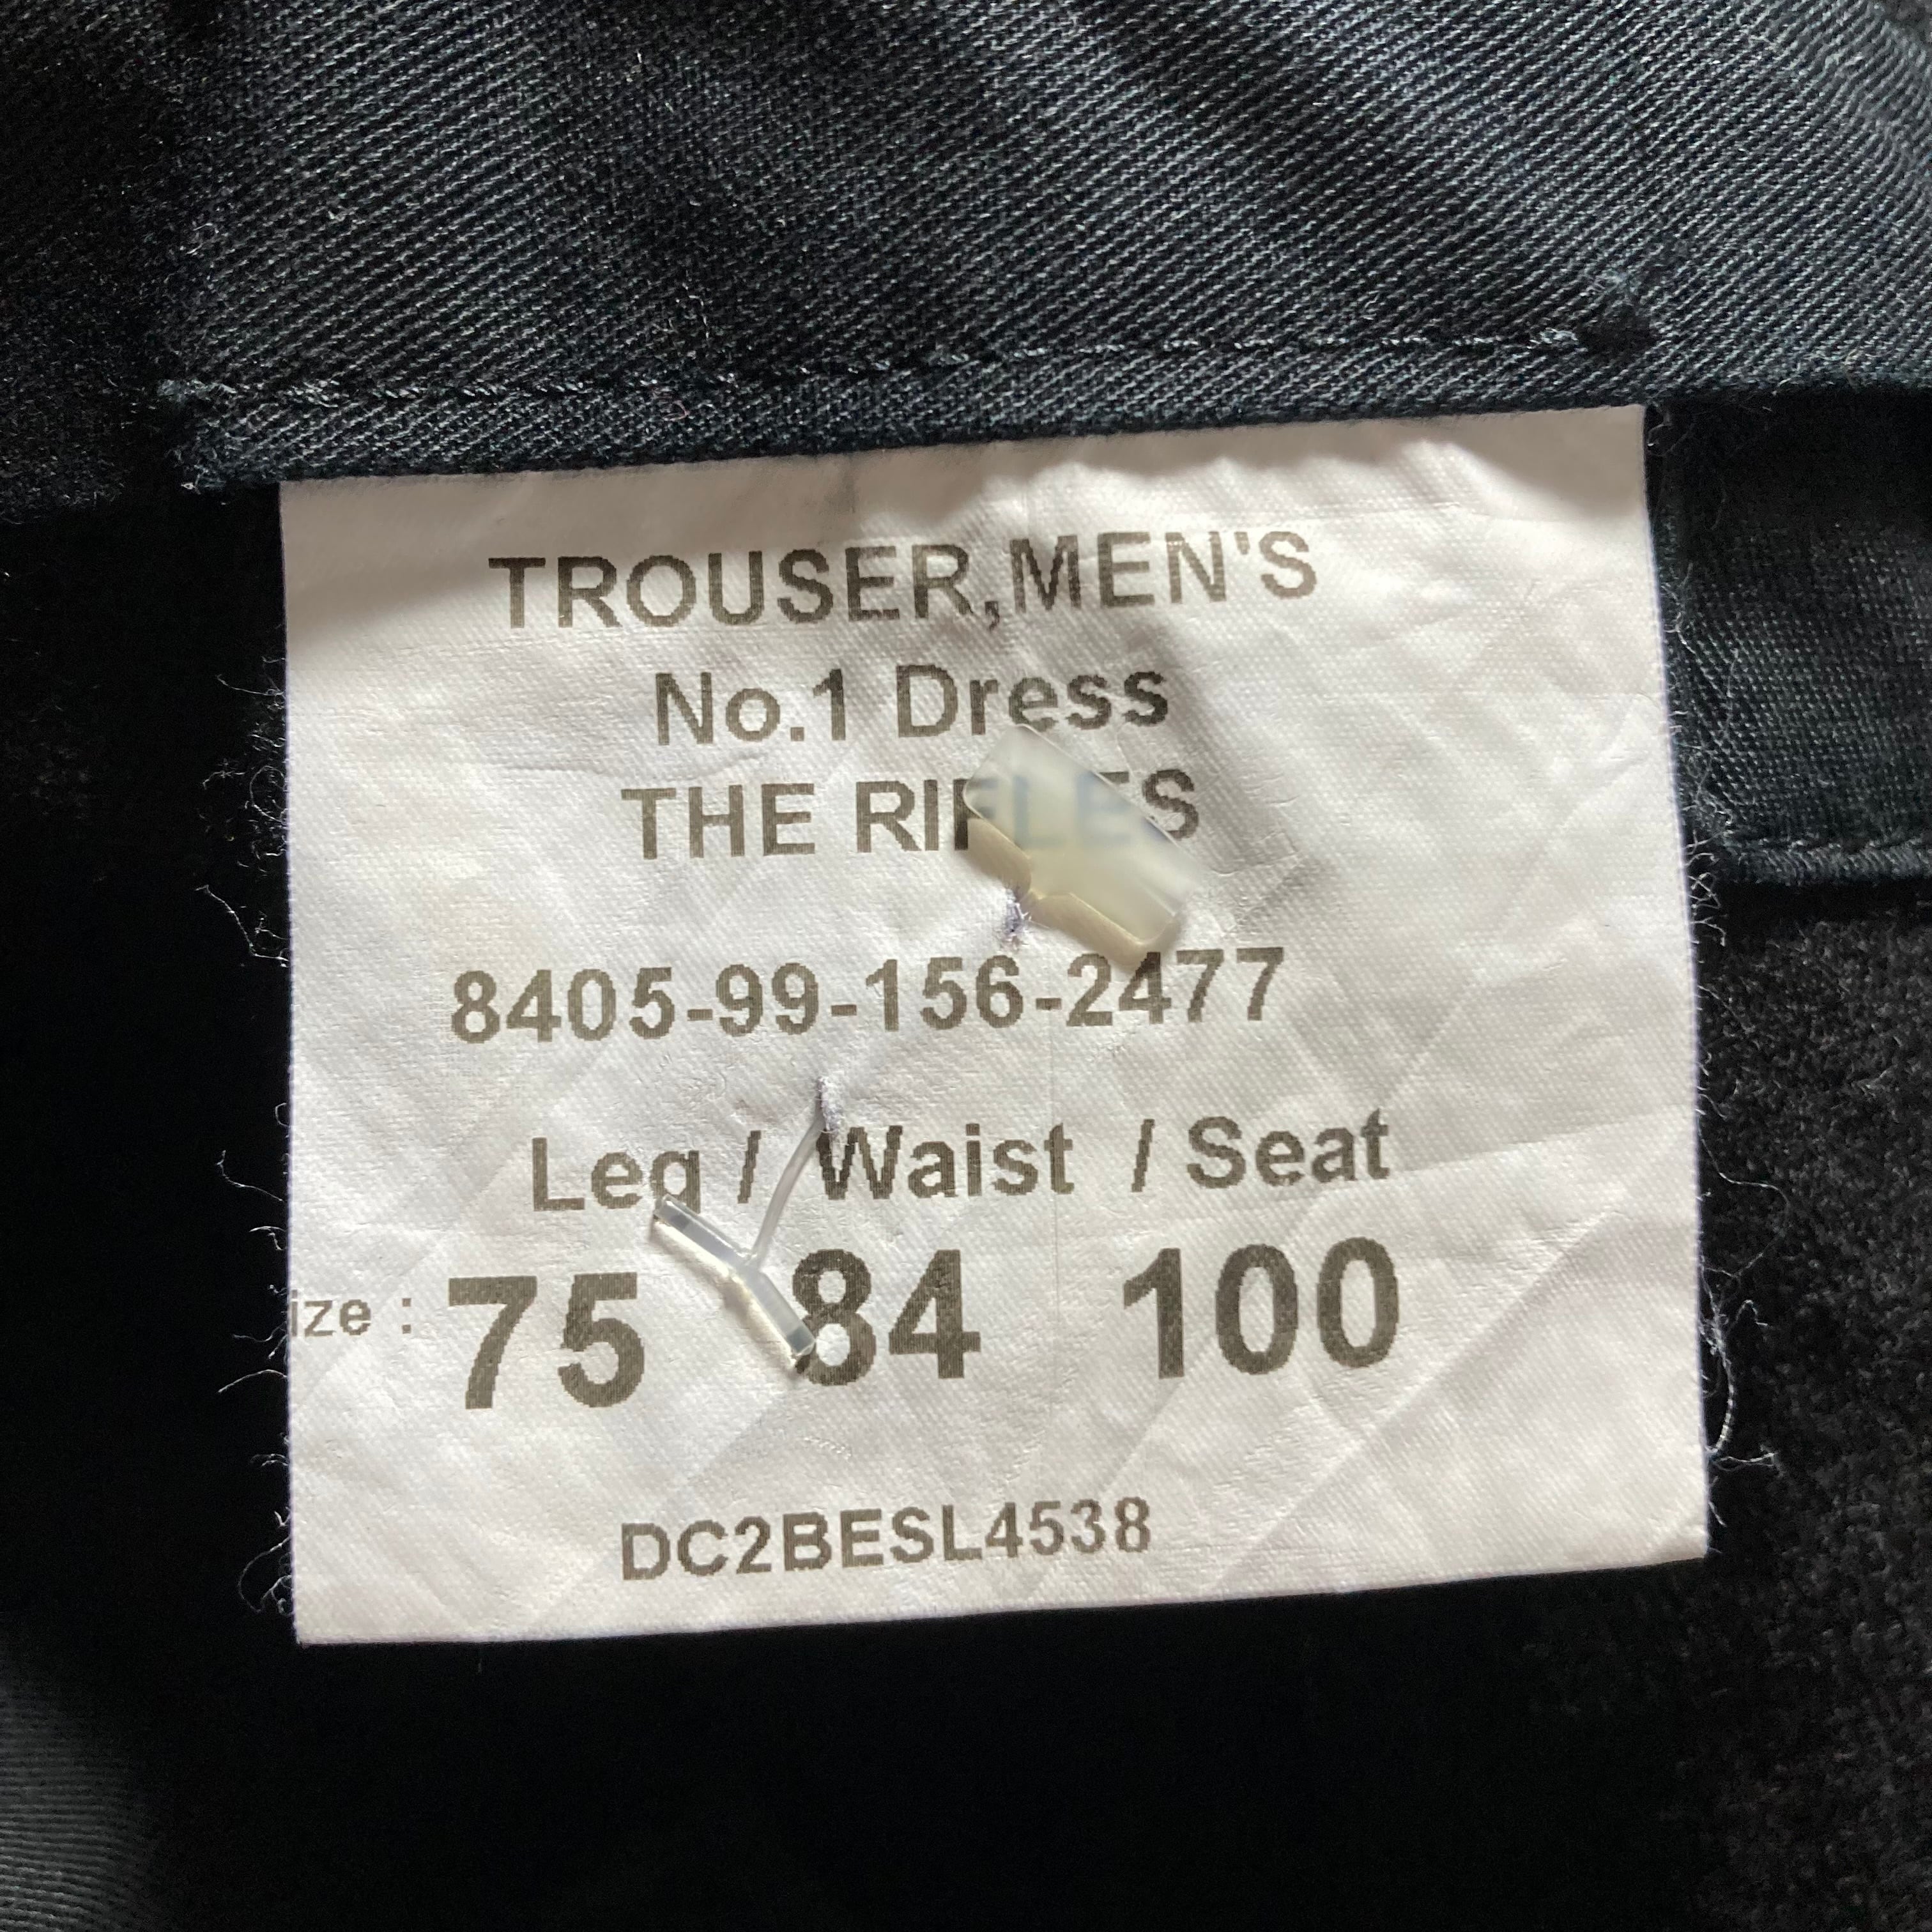 TROUSER,MEN'S
No.1 Dress
THE RIFLES
8405-99-156-2477
Leg / Waist / Seat
ize : 75 84 100
DC2BESL4538